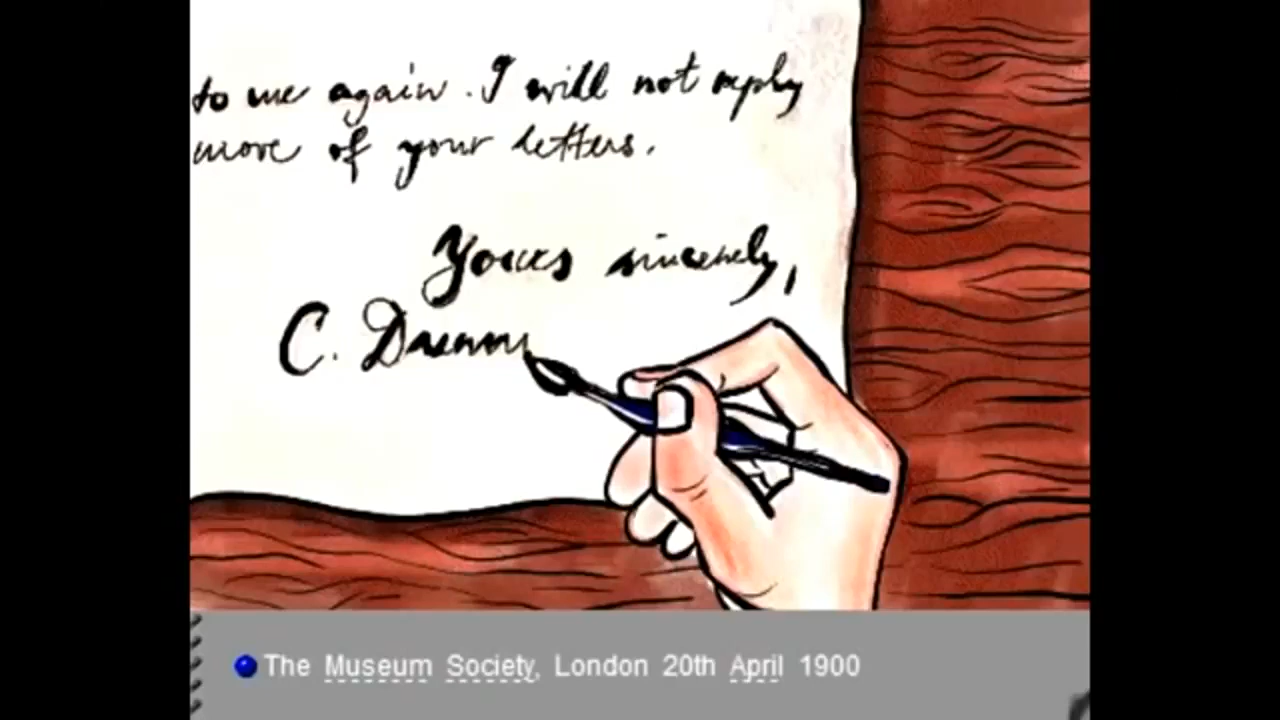 to me again. I will not reply
more of your letters.
Yours sincerely,
C.
The Museum Society, London 20th April 1900